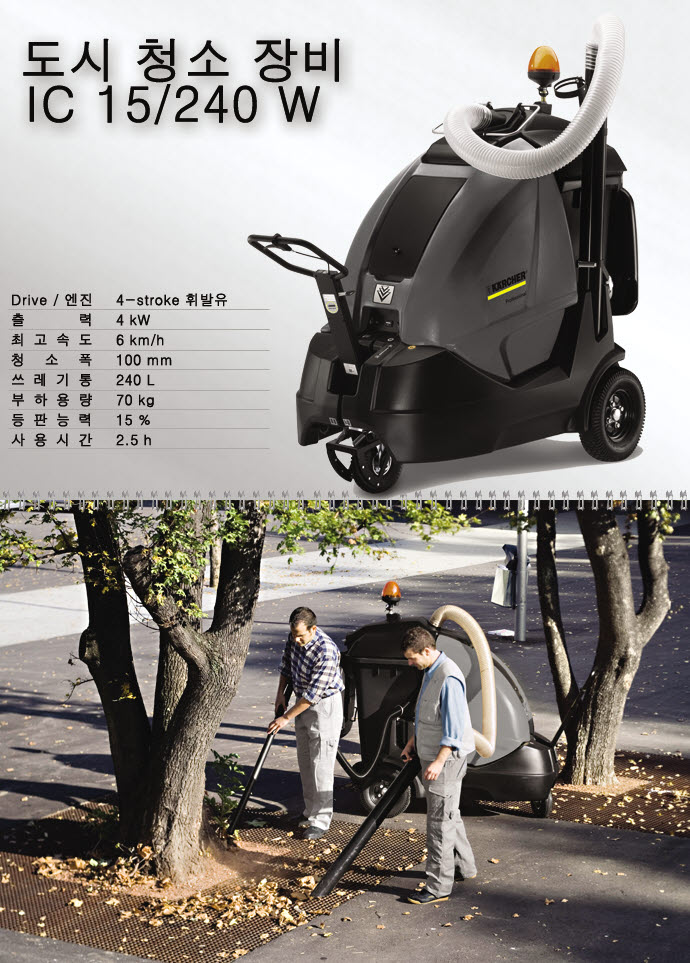 도시 청소 장비
IC 15/240 W
KÄRCHER
Professional
Drive / 엔진 4-stroke 휘발유
출력 4 kW
최고속도 6 km/h
청소폭 100 mm
쓰레기통 240 L
부하용량 70 kg
등판능력 15 %
사용시간 2.5 h